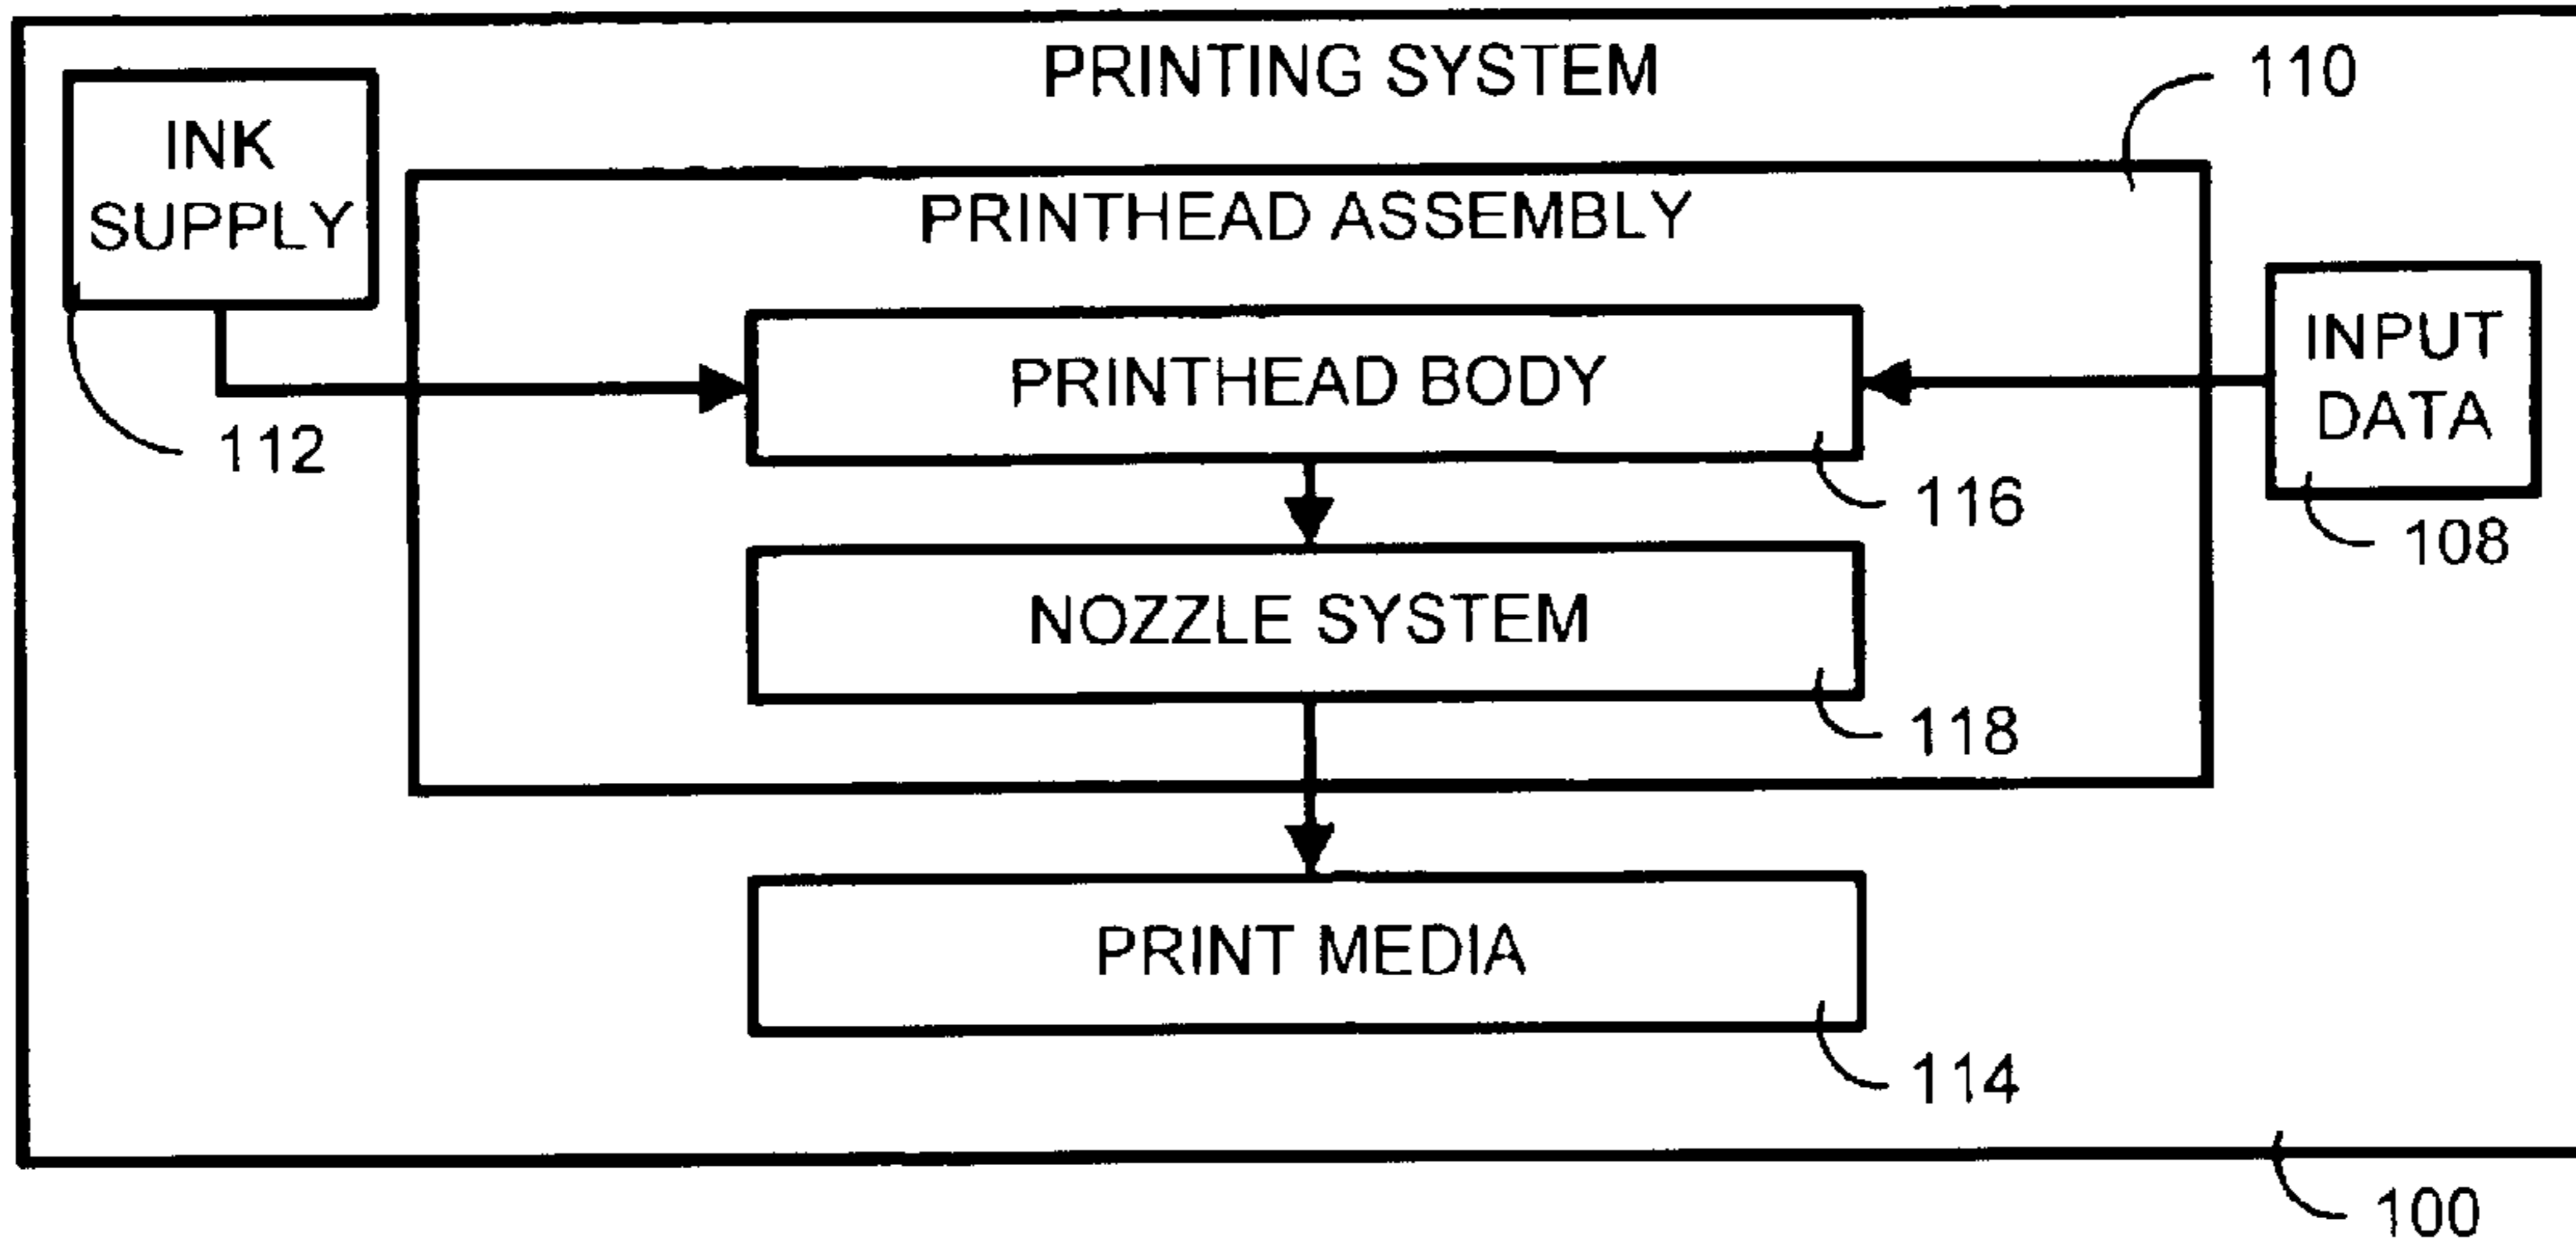 PRINTING SYSTEM
110
INK
SUPPLY
PRINTHEAD ASSEMBLY
INPUT
DATA
PRINTHEAD BODY
112
116
108
NOZZLE SYSTEM
118
PRINT MEDIA
114
100